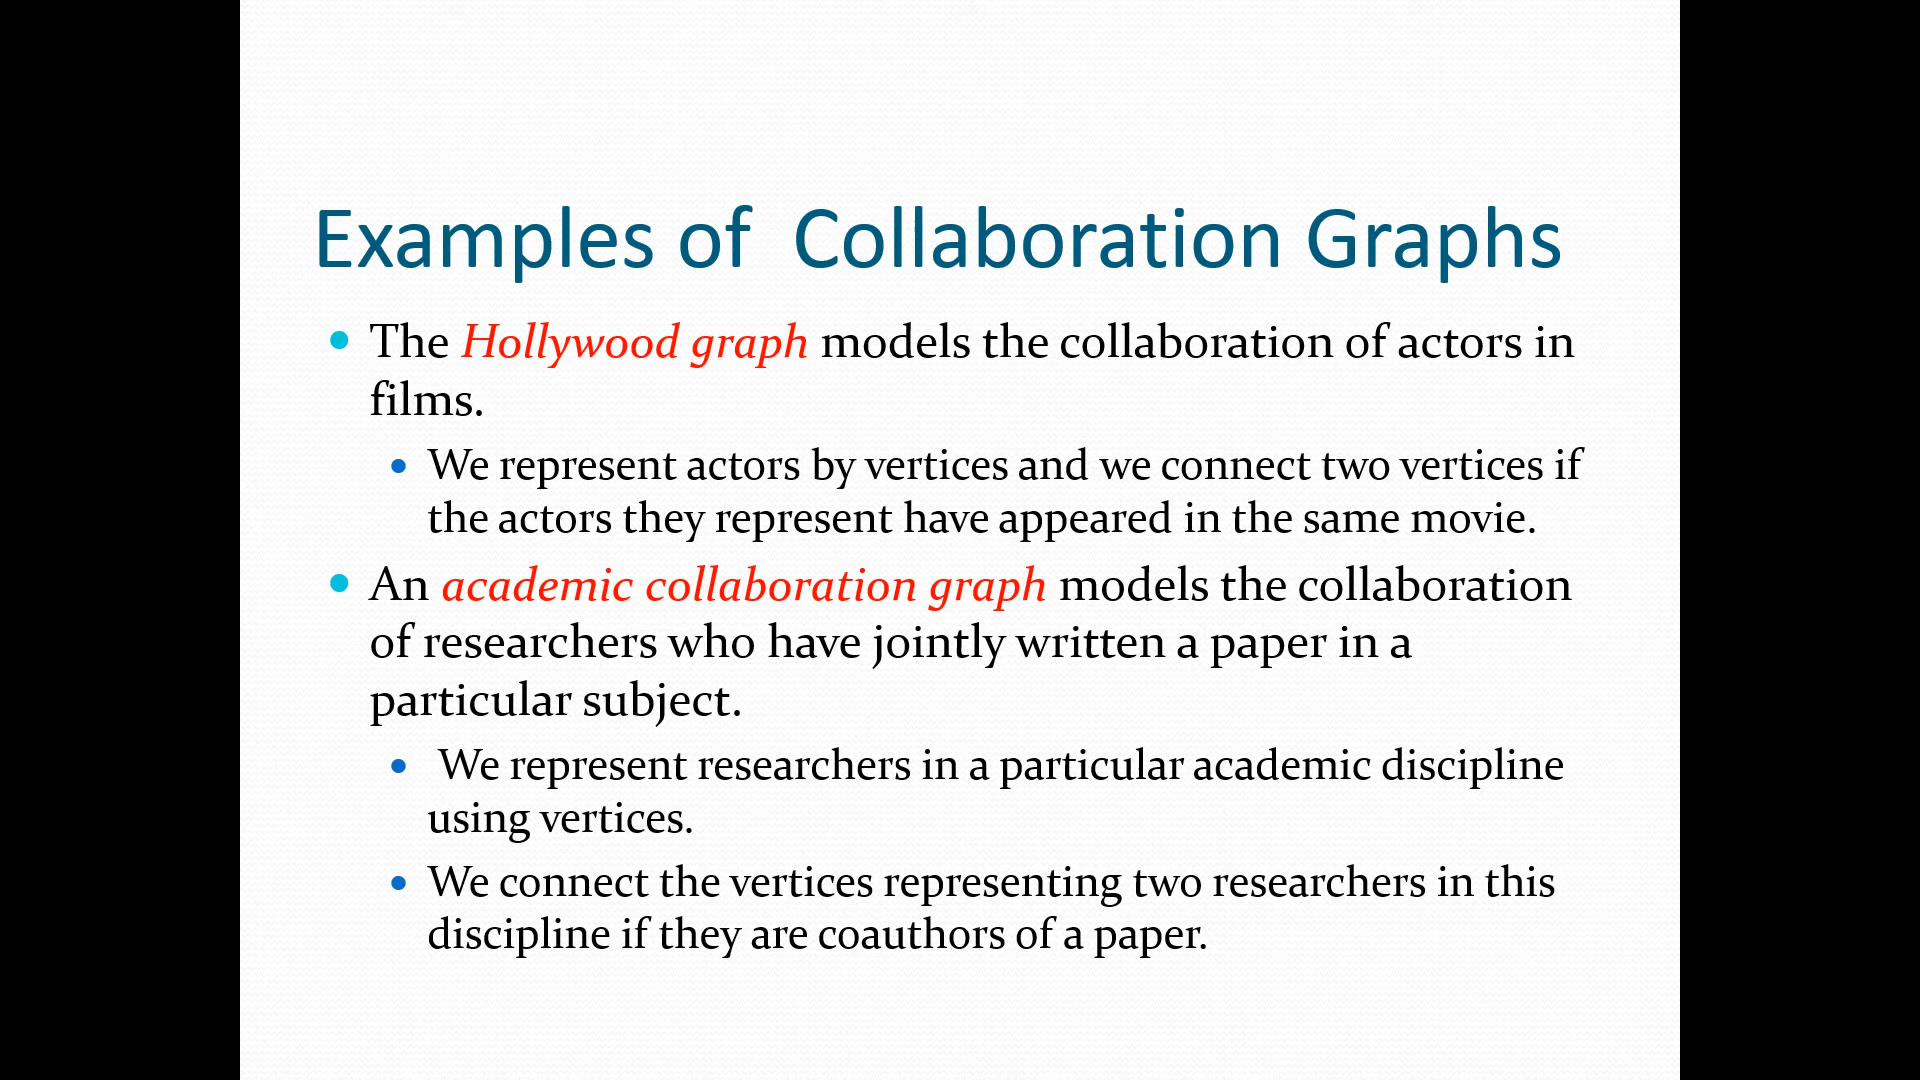 Examples of  Collaboration Graphs
• The Hollywood graph models the collaboration of actors in
films.
• We represent actors by vertices and we connect two vertices if
the actors they represent have appeared in the same movie.
• An academic collaboration graph models the collaboration
of researchers who have jointly written a paper in a
particular subject.
• We represent researchers in a particular academic discipline
using vertices.
• We connect the vertices representing two researchers in this
discipline if they are coauthors of a paper.